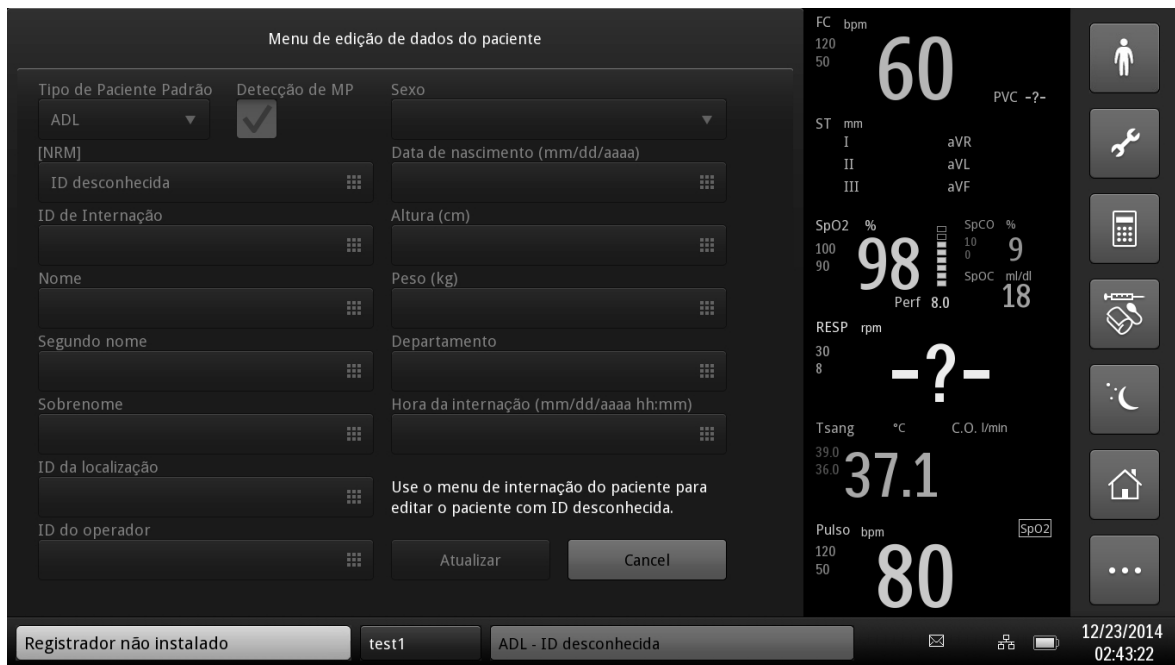 Menu de edição de dados do paciente
Tipo de Paciente Padrão
Detecção de MP
Sexo
ADL
[NRM]
Data de nascimento (mm/dd/aaaa)
ID desconhecida
ID de Internação
Altura (cm)
Nome
Peso (kg)
Segundo nome
Departamento
Sobrenome
Hora da internação (mm/dd/aaaa hh:mm)
ID da localização
Use o menu de internação do paciente para
editar o paciente com ID desconhecida.
ID do operador
Atualizar
Cancel
FC bpm
120
50
60
PVC -?-
ST mm
I aVR
II aVL
III aVF
SpO2 %
100
90
98
Perf 8.0
SpCO %
10
0
9
SpOC ml/dl
18
RESP rpm
30
8
-?-
Tsang °C
C.O. l/min
39.0
36.0
37.1
Pulso bpm
SpO2
120
50
80
Registrador não instalado
test1
ADL - ID desconhecida
12/23/2014
02:43:22